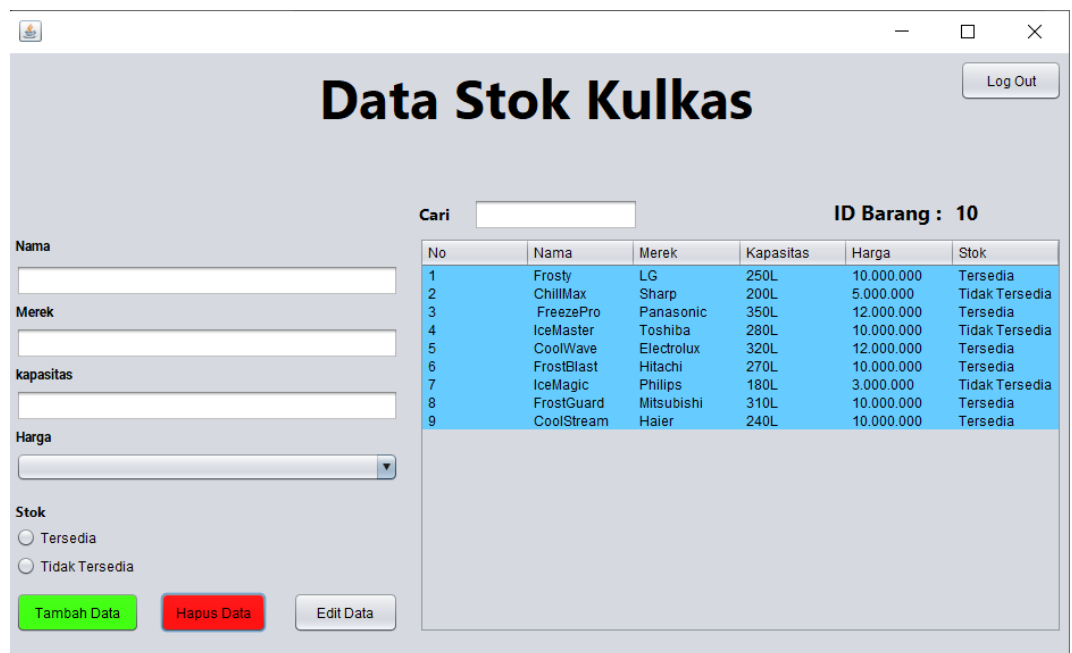 Log Out
Data Stok Kulkas
Cari
ID Barang : 10
Nama
Merek
kapasitas
Harga
Stok
Tersedia
Tidak Tersedia
Tambah Data Hapus Data Edit Data
No Nama Merek Kapasitas Harga Stok
1 Frosty LG 250L 10.000.000 Tersedia
2 ChillMax Sharp 200L 5.000.000 Tidak Tersedia
3 FreezePro Panasonic 350L 12.000.000 Tersedia
4 IceMaster Toshiba 280L 10.000.000 Tidak Tersedia
5 CoolWave Electrolux 320L 12.000.000 Tersedia
6 FrostBlast Hitachi 270L 10.000.000 Tersedia
7 IceMagic Philips 180L 3.000.000 Tidak Tersedia
8 FrostGuard Mitsubishi 310L 10.000.000 Tersedia
9 CoolStream Haier 240L 10.000.000 Tersedia